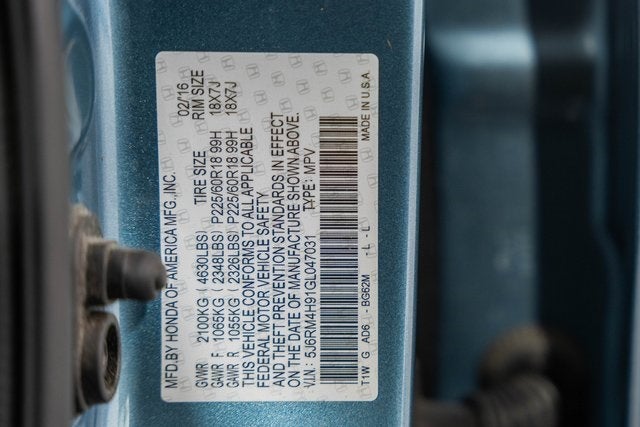 MFD.BY HONDA OF AMERICA MFG.,INC. 02/16
TIRE SIZE RIM SIZE
GVWR 2100KG ( 4630LBS)
GAWR F 1065KG ( 2348LBS) P225/60R18 99H 18X7J
GAWR R 1055KG ( 2328LBS) P225/60R18 99H 18X7J
THIS VEHICLE CONFORMS TO ALL APPLICABLE
FEDERAL MOTOR VEHICLE SAFETY
AND THEFT PREVENTION STANDARDS IN EFFECT
ON THE DATE OF MANUFACTURE SHOWN ABOVE.
V.I.N.: 5J6RM4H91GL047031 TYPE: MPV
T1W G AD6. - BG62M - L - L MADE IN U.S.A.